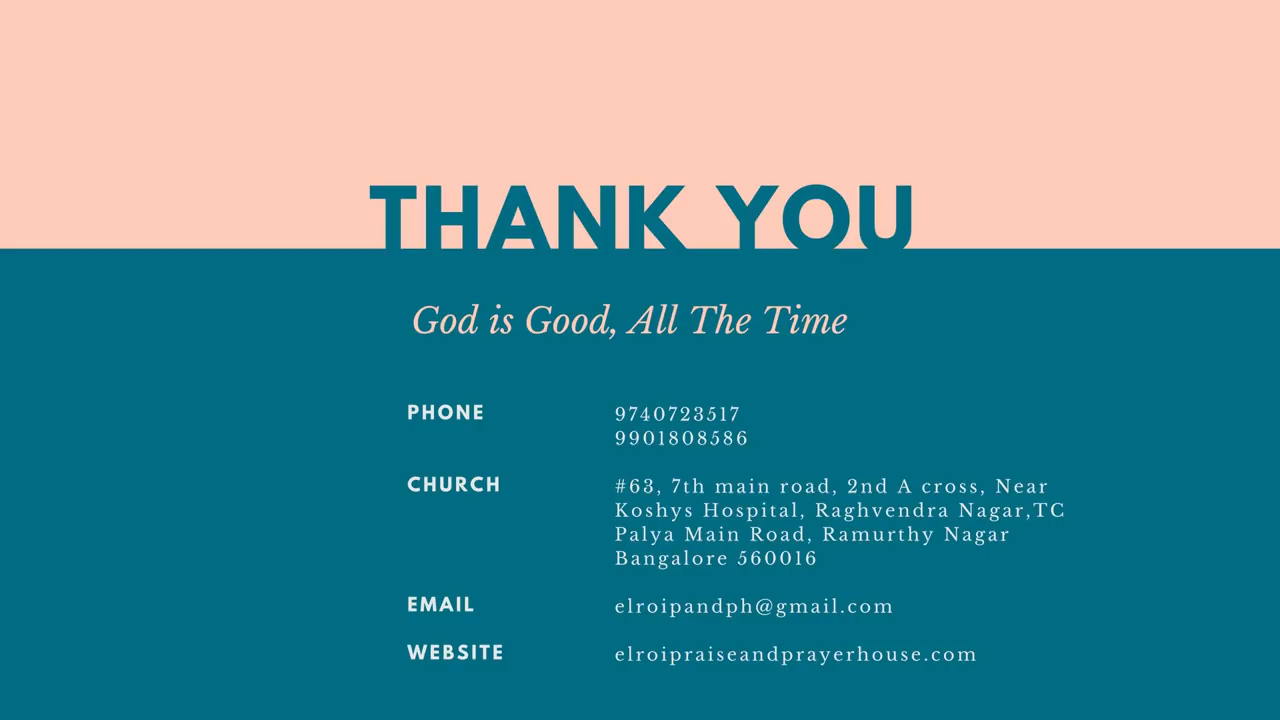 THANK YOU
God is Good, All The Time
PHONE
9740723517
9901808586
CHURCH
#63, 7th main road, 2nd A cross, Near
Koshys Hospital, Raghvendra Nagar,TC
Palya Main Road, Ramurthy Nagar
Bangalore 560016
EMAIL
elroipandph@gmail.com
WEBSITE
elroipraiseandprayerhouse.com